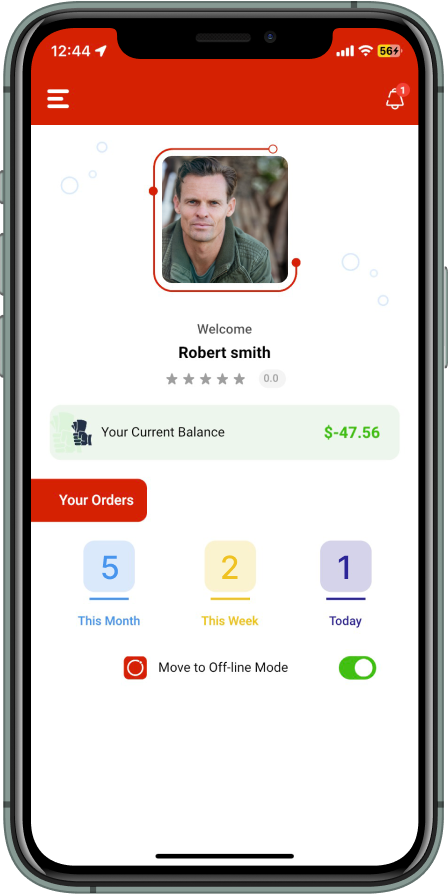 12:44
56
1
Welcome
Robert smith
0.0
Your Current Balance
$-47.56
Your Orders
5
2
1
This Month
This Week
Today
Move to Off-line Mode